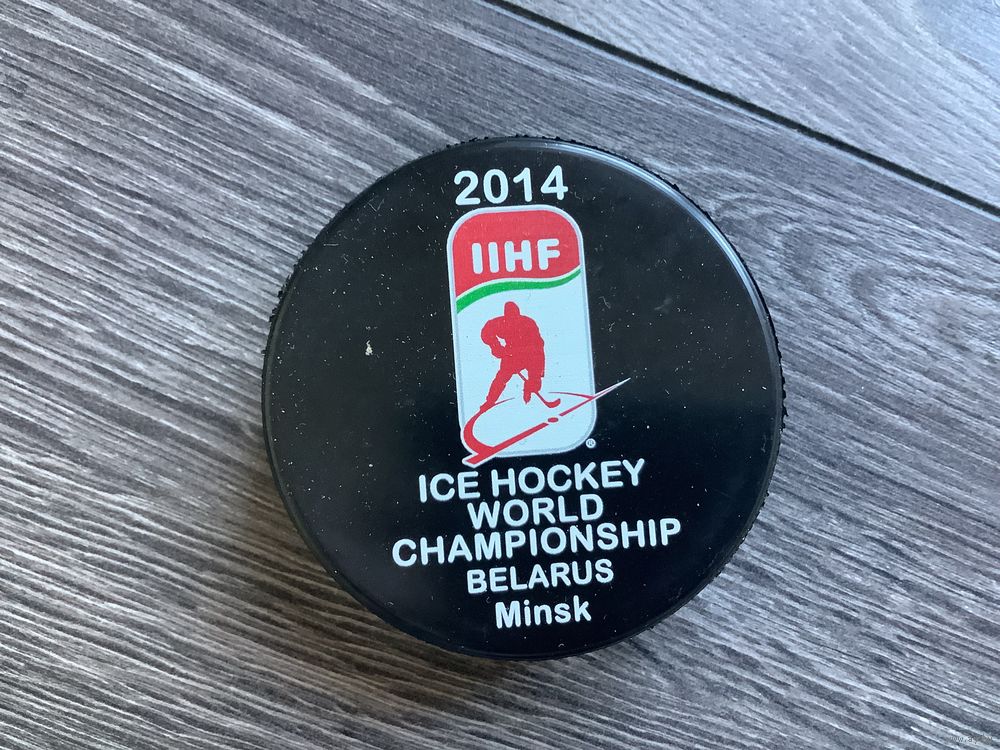 2014
IIHF
®
ICE HOCKEY
WORLD
CHAMPIONSHIP
BELARUS
Minsk